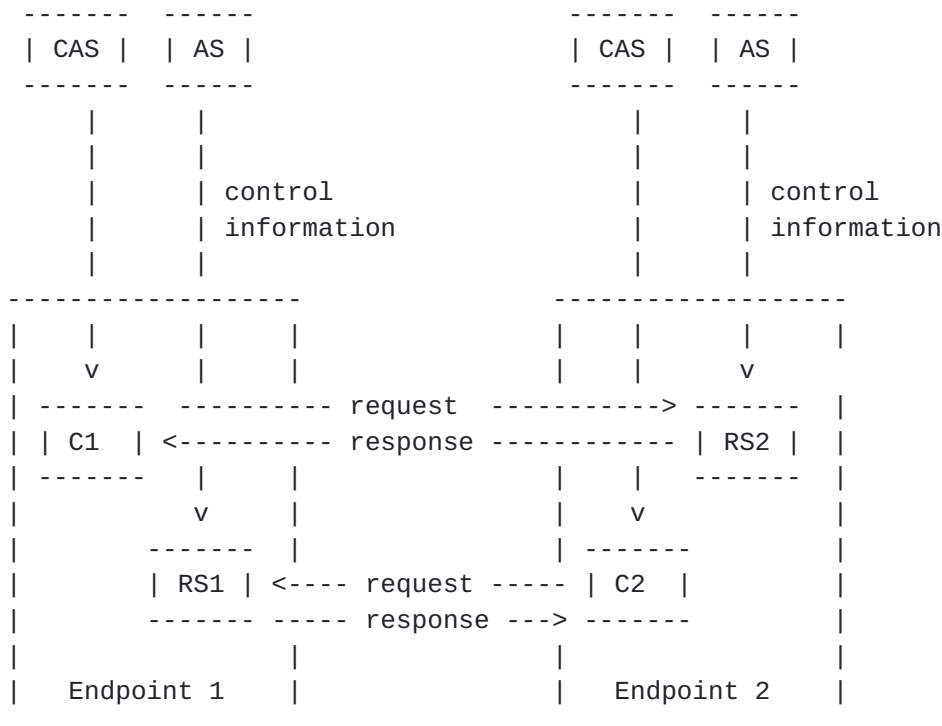 CAS AS CAS AS
control control
information information
request
C1 response RS2
RS1 request C2
response
Endpoint 1 Endpoint 2